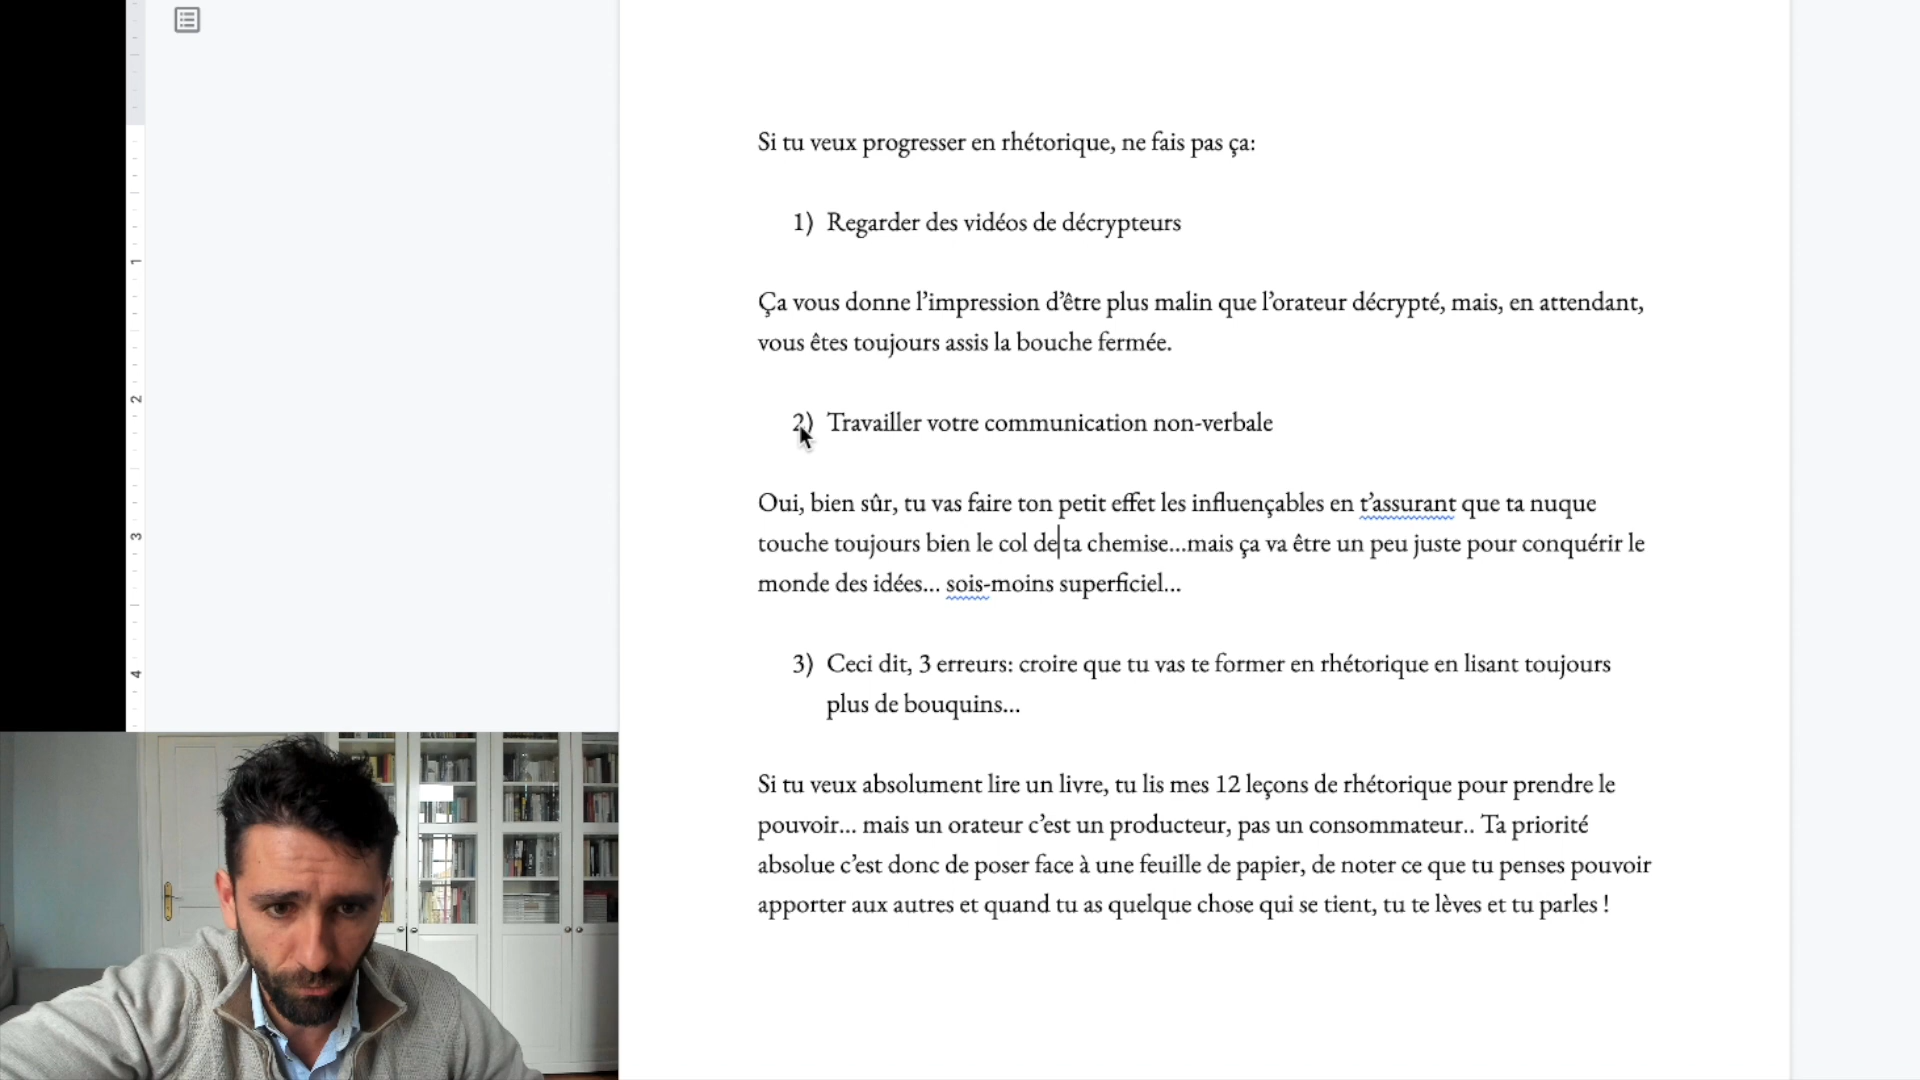 Si tu veux progresser en rhétorique, ne fais pas ça:
1) Regarder des vidéos de décrypteurs
Ça vous donne l’impression d’être plus malin que l’orateur décrypté, mais, en attendant,
vous êtes toujours assis la bouche fermée.
2) Travailler votre communication non-verbale
Oui, bien sûr, tu vas faire ton petit effet les influençables en t’assurant que ta nuque
touche toujours bien le col de ta chemise...mais ça va être un peu juste pour conquérir le
monde des idées... sois-moins superficiel...
3) Ceci dit, 3 erreurs: croire que tu vas te former en rhétorique en lisant toujours
plus de bouquins...
Si tu veux absolument lire un livre, tu lis mes 12 leçons de rhétorique pour prendre le
pouvoir... mais un orateur c’est un producteur, pas un consommateur.. Ta priorité
absolue c’est donc de poser face à une feuille de papier, de noter ce que tu penses pouvoir
apporter aux autres et quand tu as quelque chose qui se tient, tu te lèves et tu parles !
1
2
3
4